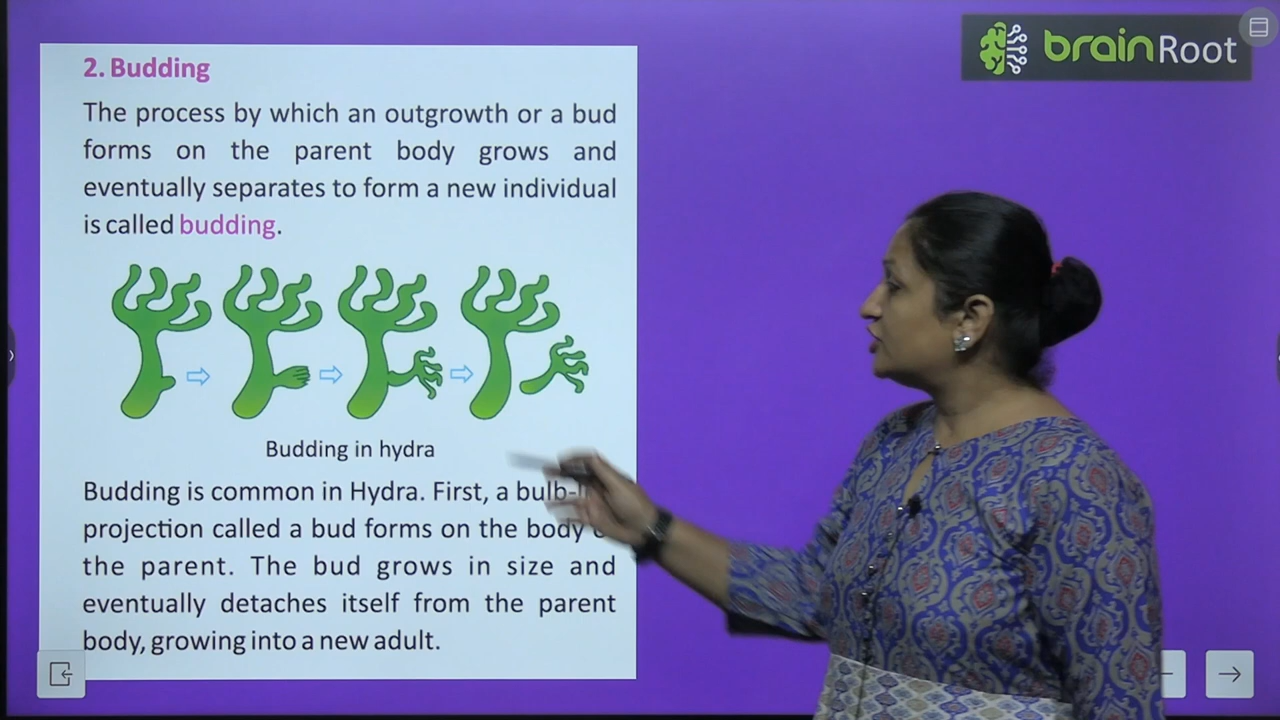 brainRoot
2. Budding
The process by which an outgrowth or a bud
forms on the parent body grows and
eventually separates to form a new individual
is called budding.
Budding in hydra
Budding is common in Hydra. First, a
projection called a bud forms on the body
the parent. The bud grows in size and
eventually detaches itself from the parent
body, growing into a new adult.